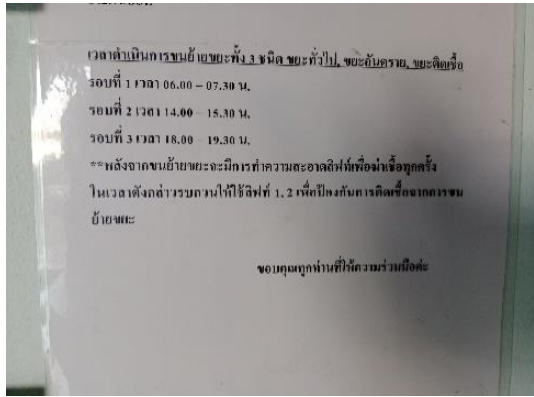 เวลาดำเนินการขนย้ายขยะทั้ง 3 ชนิด ขยะทั่วไป, ขยะอันตราย, ขยะติดเชื้อ
รอบที่ 1 เวลา 06.00 – 07.30 น.
รอบที่ 2 เวลา 14.00 – 15.30 น.
รอบที่ 3 เวลา 18.00 – 19.30 น.
**หลังจากขนย้ายขยะจะมีการทำความสะอาดลิฟท์เพื่อฆ่าเชื้อทุกครั้ง
ในเวลาดังกล่าวรบกวนให้ใช้ลิฟท์ 1, 2 เพื่อป้องกันการติดเชื้อจากการขน
ย้ายขยะ
ขอบคุณทุกท่านที่ให้ความร่วมมือค่ะ